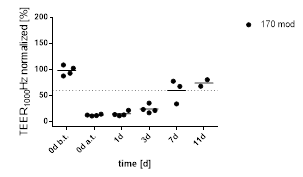 TEER1000Hz normalized [%]
200
150
100
50
0
0d b.t.
0d a.t.
1d
3d
7d
11d
time [d]
170 mod